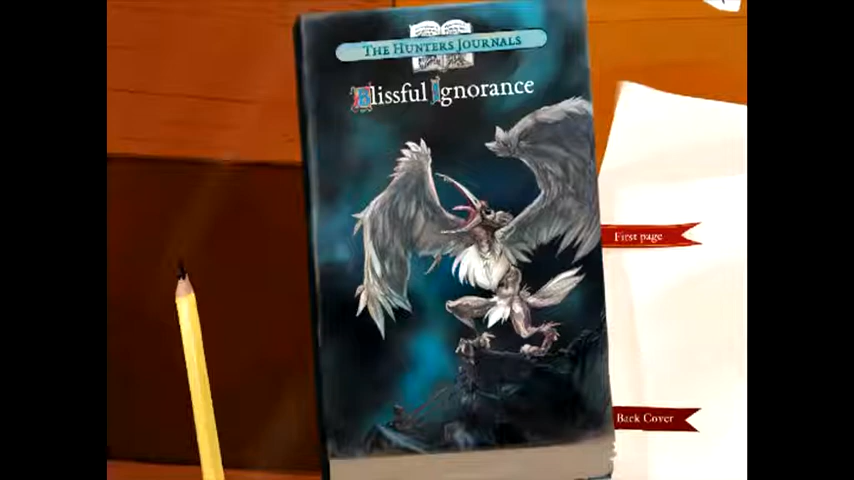 The Hunters Journals
Blissful Ignorance
First page
Back Cover